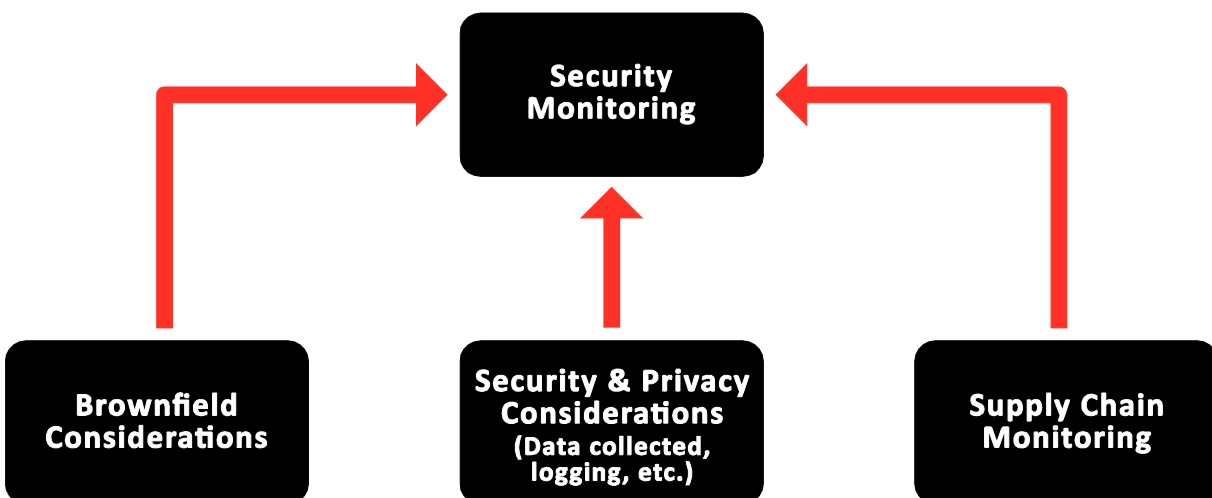 Security
Monitoring
Brownfield
Considerations
Security & Privacy
Considerations
(Data collected,
logging, etc.)
Supply Chain
Monitoring